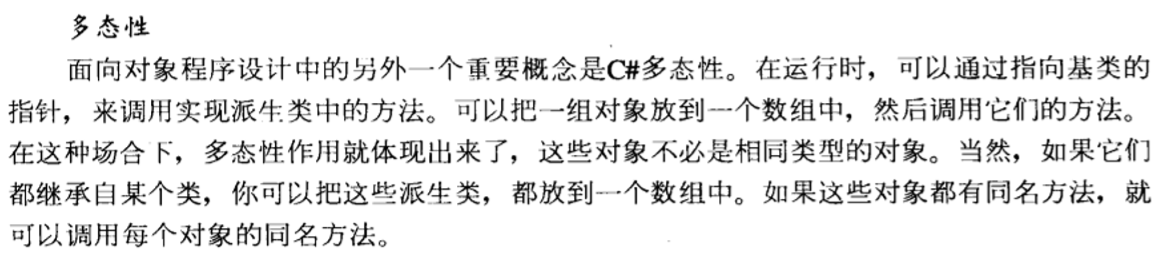 多态性
面向对象程序设计中的另外一个重要概念是C#多态性。在运行时，可以通过指向基类的
指针，来调用实现派生类中的方法。可以把一组对象放到一个数组中，然后调用它们的方法。
在这种场合下，多态性作用就体现出来了，这些对象不必是相同类型的对象。当然，如果它们
都继承自某个类，你可以把这些派生类，都放到一个数组中。如果这些对象都有同名方法，就
可以调用每个对象的同名方法。